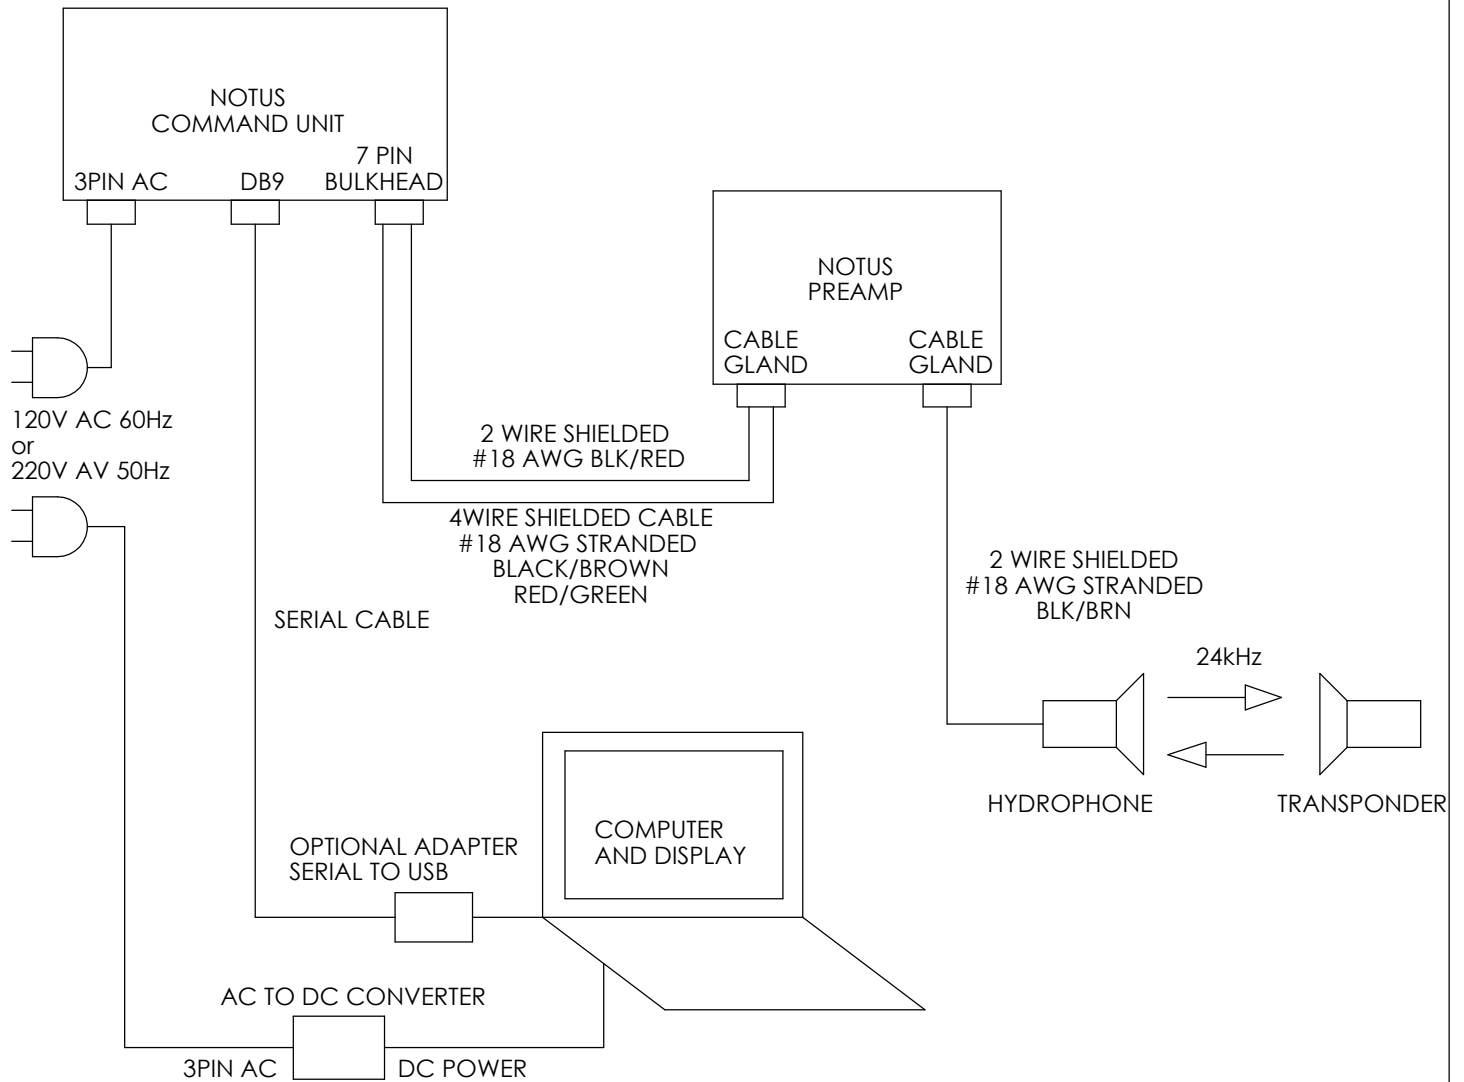 NOTUS
COMMAND UNIT
3PIN AC
DB9
7 PIN
BULKHEAD
NOTUS
PREAMP
CABLE
GLAND
CABLE
GLAND
120V AC 60Hz
or
220V AV 50Hz
2 WIRE SHIELDED
#18 AWG BLK/RED
4WIRE SHIELDED CABLE
#18 AWG STRANDED
BLACK/BROWN
RED/GREEN
2 WIRE SHIELDED
#18 AWG STRANDED
BLK/BRN
SERIAL CABLE
24kHz
HYDROPHONE
TRANSPONDER
OPTIONAL ADAPTER
SERIAL TO USB
COMPUTER
AND DISPLAY
AC TO DC CONVERTER
3PIN AC
DC POWER